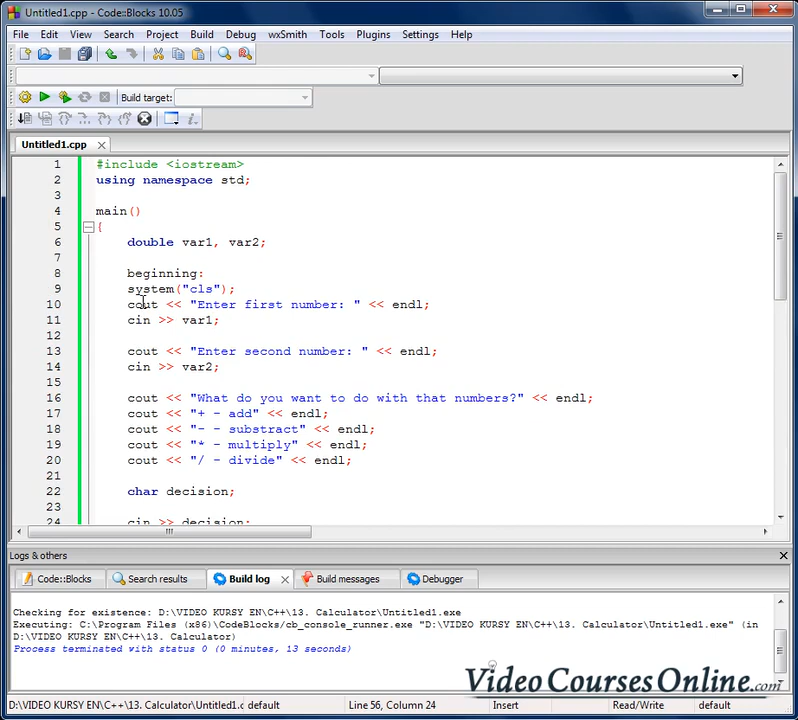 Untitled1.cpp - Code::Blocks 10.05
File Edit View Search Project Build Debug wxSmith Tools Plugins Settings Help
Build target:
Untitled1.cpp
1 #include <iostream>
2 using namespace std;
3
4 main()
5 {
6 double var1, var2;
7
8 beginning:
9 system("cls");
10 cout << "Enter first number: " << endl;
11 cin >> var1;
12
13 cout << "Enter second number: " << endl;
14 cin >> var2;
15
16 cout << "What do you want to do with that numbers?" << endl;
17 cout << "+ - add" << endl;
18 cout << "- - substract" << endl;
19 cout << "* - multiply" << endl;
20 cout << "/ - divide" << endl;
21
22 char decision;
23
24 cin >> decision;
Logs & others
Code::Blocks Search results Build log Build messages Debugger
Checking for existence: D:\VIDEO KURSY EN\C++\13. Calculator\Untitled1.exe
Executing: C:\Program Files (x86)\CodeBlocks/cb_console_runner.exe "D:\VIDEO KURSY EN\C++\13. Calculator\Untitled1.exe" (in
D:\VIDEO KURSY EN\C++\13. Calculator)
Process terminated with status 0 (0 minutes, 13 seconds)
VideoCoursesOnline.com
D:\VIDEO KURSY EN\C++\13. Calculator\Untitled1.c default Line 56, Column 24 Insert Read/Write default